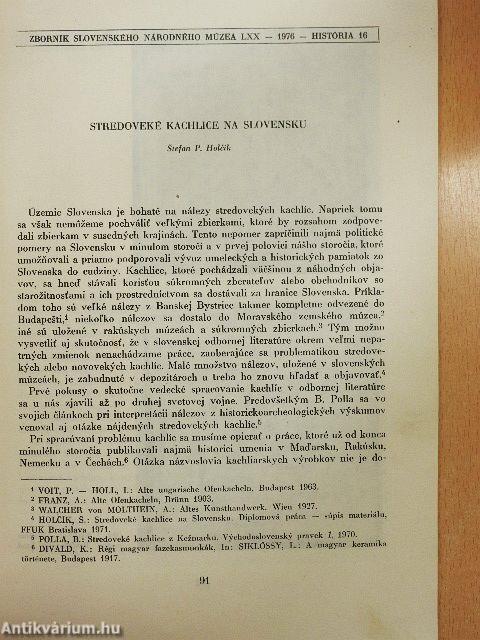 ZBORNÍK SLOVENSKÉHO NÁRODNÉHO MÚZEA LXX — 1976 — HISTÓRIA 16
STREDOVEKÉ KACHLICE NA SLOVENSKU
Štefan P. Holčík
Územie Slovenska je bohaté na nálezy stredovekých kachlíc. Napriek tomu
sa však nemôžeme pochváliť veľkými zbierkami, ktoré by rozsahom zodpove-
dali zbierkam v susedných krajinách. Tento nepomer zapríčinili najmä politické
pomery na Slovensku v minulom storočí a v prvej polovici nášho storočia, ktoré
umožňovali a priamo podporovali vývoz umeleckých a historických pamiatok zo
Slovenska do cudziny. Kachlice, ktoré pochádzali väčšinou z náhodných obja-
vov, sa hneď stávali korisťou súkromných zberateľov alebo obchodníkov so
starožitnosťami a ich prostredníctvom sa dostávali za hranice Slovenska. Príkla-
dom toho sú veľké nálezy z Banskej Bystrice takmer kompletne odvezené do
Budapešti,¹ niekoľko nálezov sa dostalo do Moravského zemského múzea,²
iné sú uložené v rakúskych múzeách a súkromných zbierkach.³ Tým možno
vysvetliť aj skutočnosť, že v slovenskej odbornej literatúre okrem veľmi nepa-
trných zmienok nenachádzame práce, zaoberajúce sa problematikou stredove-
kých alebo novovekých kachlíc. Malé množstvo nálezov, uložené v slovenských
múzeách, je zabudnuté v depozitároch a treba ho znovu hľadať a objavovať.⁴
Prvé pokusy o skutočne vedecké spracovanie kachlíc v odbornej literatúre
sa u nás zjavili až po druhej svetovej vojne. Predovšetkým B. Polla sa vo
svojich článkoch pri interpretácii nálezov z historickoarcheologických výskumov
venoval aj otázke nájdených stredovekých kachlíc.⁵
Pri spracúvaní problému kachlíc sa musíme opierať o práce, ktoré už od konca
minulého storočia publikovali najmä historici umenia v Maďarsku, Rakúsku,
Nemecku a v Čechách.⁶ Otázka názvoslovia kachliarskych výrobkov nie je do-
¹ VOIT, P. — HOLL, I.: Alte ungarische Ofenkacheln. Budapest 1963.
² FRANZ, A.: Alte Ofenkacheln, Brünn 1903.
³ WALCHER von MOLTHEIN, A.: Altes Kunsthandwerk. Wien 1927.
⁴ HOLČÍK, S.: Stredoveké kachlice na Slovensku. Diplomová práca — súpis materiálu,
FFUK Bratislava 1971.
⁵ POLLA, B.: Stredoveké kachlice z Kežmarku. Východoslovenský pravek I, 1970.
⁶ DIVALD, K.: Régi magyar fazekasmunkák. In: SIKLÓSSY, L.: A magyar keramika
története, Budapest 1917.
91
Antikvárium.hu